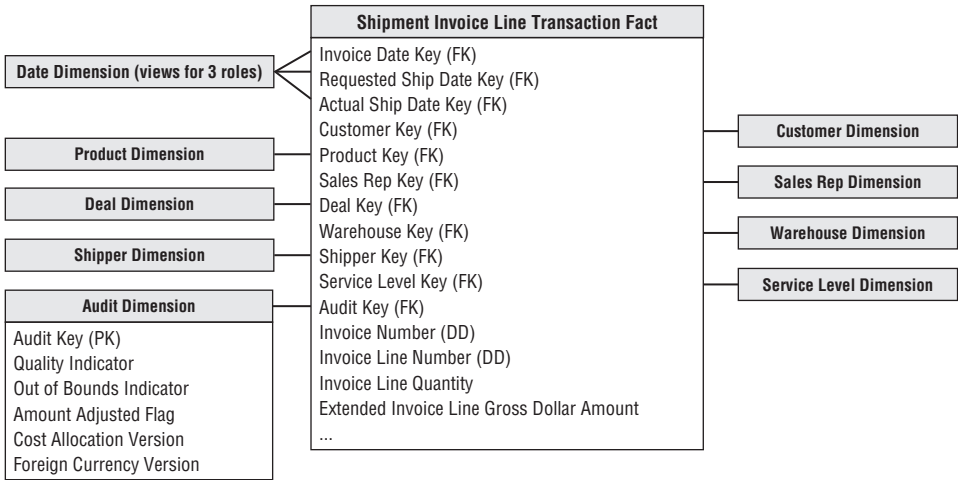 Shipment Invoice Line Transaction Fact
Invoice Date Key (FK)
Requested Ship Date Key (FK)
Actual Ship Date Key (FK)
Customer Key (FK)
Product Key (FK)
Sales Rep Key (FK)
Deal Key (FK)
Warehouse Key (FK)
Shipper Key (FK)
Service Level Key (FK)
Audit Key (FK)
Invoice Number (DD)
Invoice Line Number (DD)
Invoice Line Quantity
Extended Invoice Line Gross Dollar Amount
...
Date Dimension (views for 3 roles)
Product Dimension
Deal Dimension
Shipper Dimension
Audit Dimension
Audit Key (PK)
Quality Indicator
Out of Bounds Indicator
Amount Adjusted Flag
Cost Allocation Version
Foreign Currency Version
Customer Dimension
Sales Rep Dimension
Warehouse Dimension
Service Level Dimension